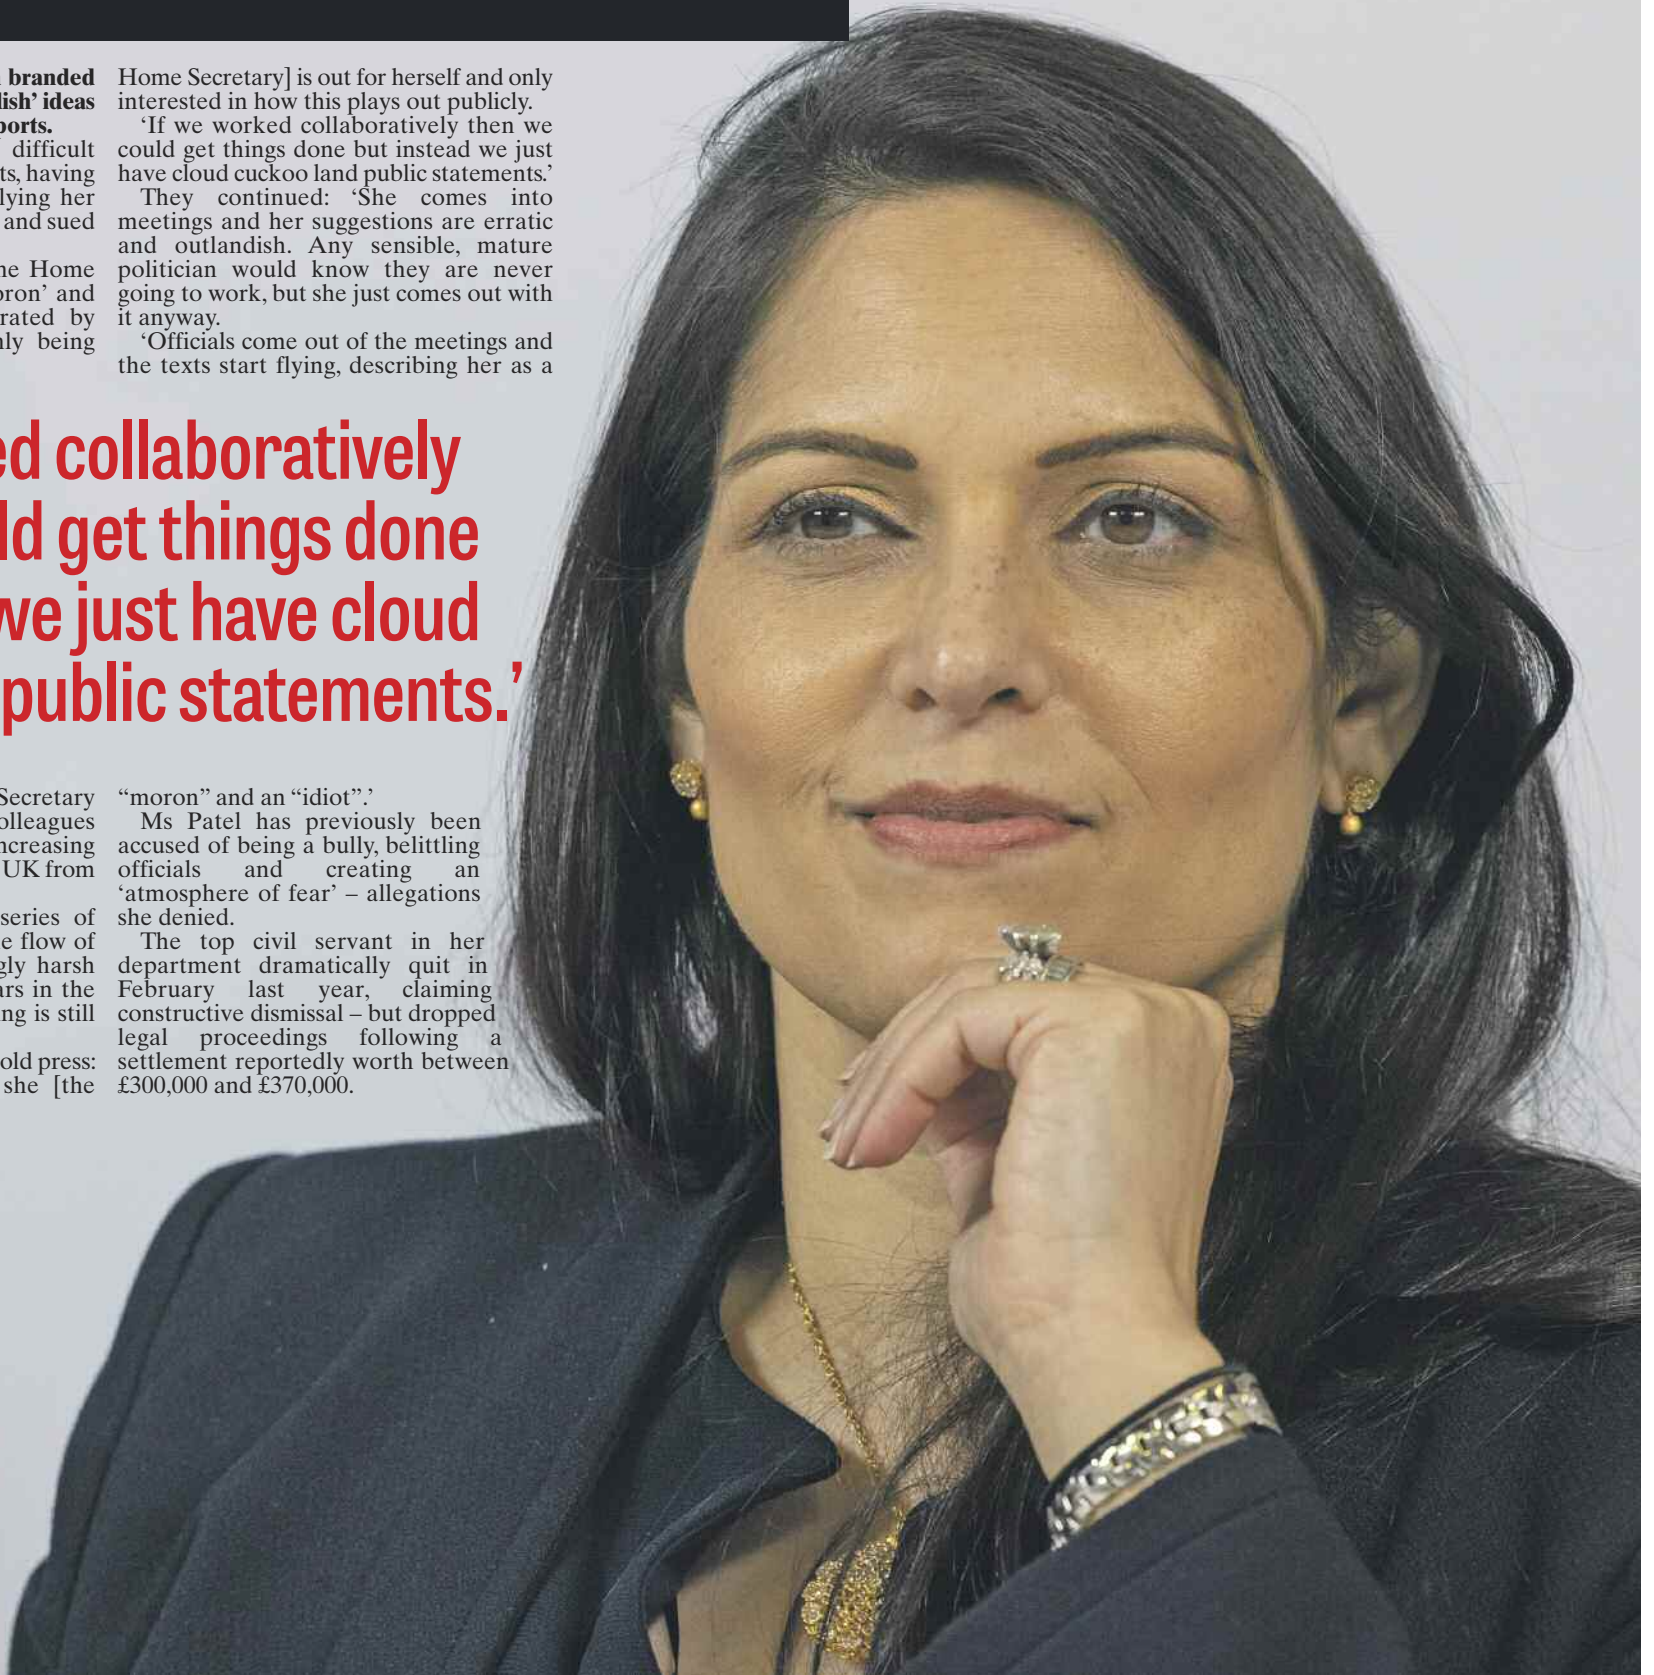 branded
lish’ ideas
ports.
difficult
ts, having
lying her
and sued
he Home
oron’ and
rated by
nly being
Secretary
olleagues
ncreasing
UK from
series of
e flow of
gly harsh
ars in the
ng is still
old press:
she [the
Home Secretary] is out for herself and only
interested in how this plays out publicly.
‘If we worked collaboratively then we
could get things done but instead we just
have cloud cuckoo land public statements.’
They continued: ‘She comes into
meetings and her suggestions are erratic
and outlandish. Any sensible, mature
politician would know they are never
going to work, but she just comes out with
it anyway.
‘Officials come out of the meetings and
the texts start flying, describing her as a
“moron” and an “idiot”.’
Ms Patel has previously been
accused of being a bully, belittling
officials and creating an
‘atmosphere of fear’ – allegations
she denied.
The top civil servant in her
department dramatically quit in
February last year, claiming
constructive dismissal – but dropped
legal proceedings following a
settlement reportedly worth between
£300,000 and £370,000.
ed collaboratively
ld get things done
we just have cloud
public statements.’